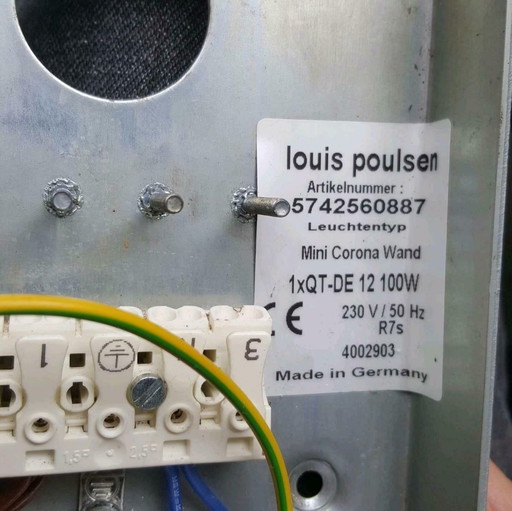 louis poulsen
Artikelnummer :
5742560887
Leuchtentyp
Mini Corona Wand
1xQT-DE 12 100W
CE
230 V / 50 Hz
R7s
4002903
Made in Germany
1
3